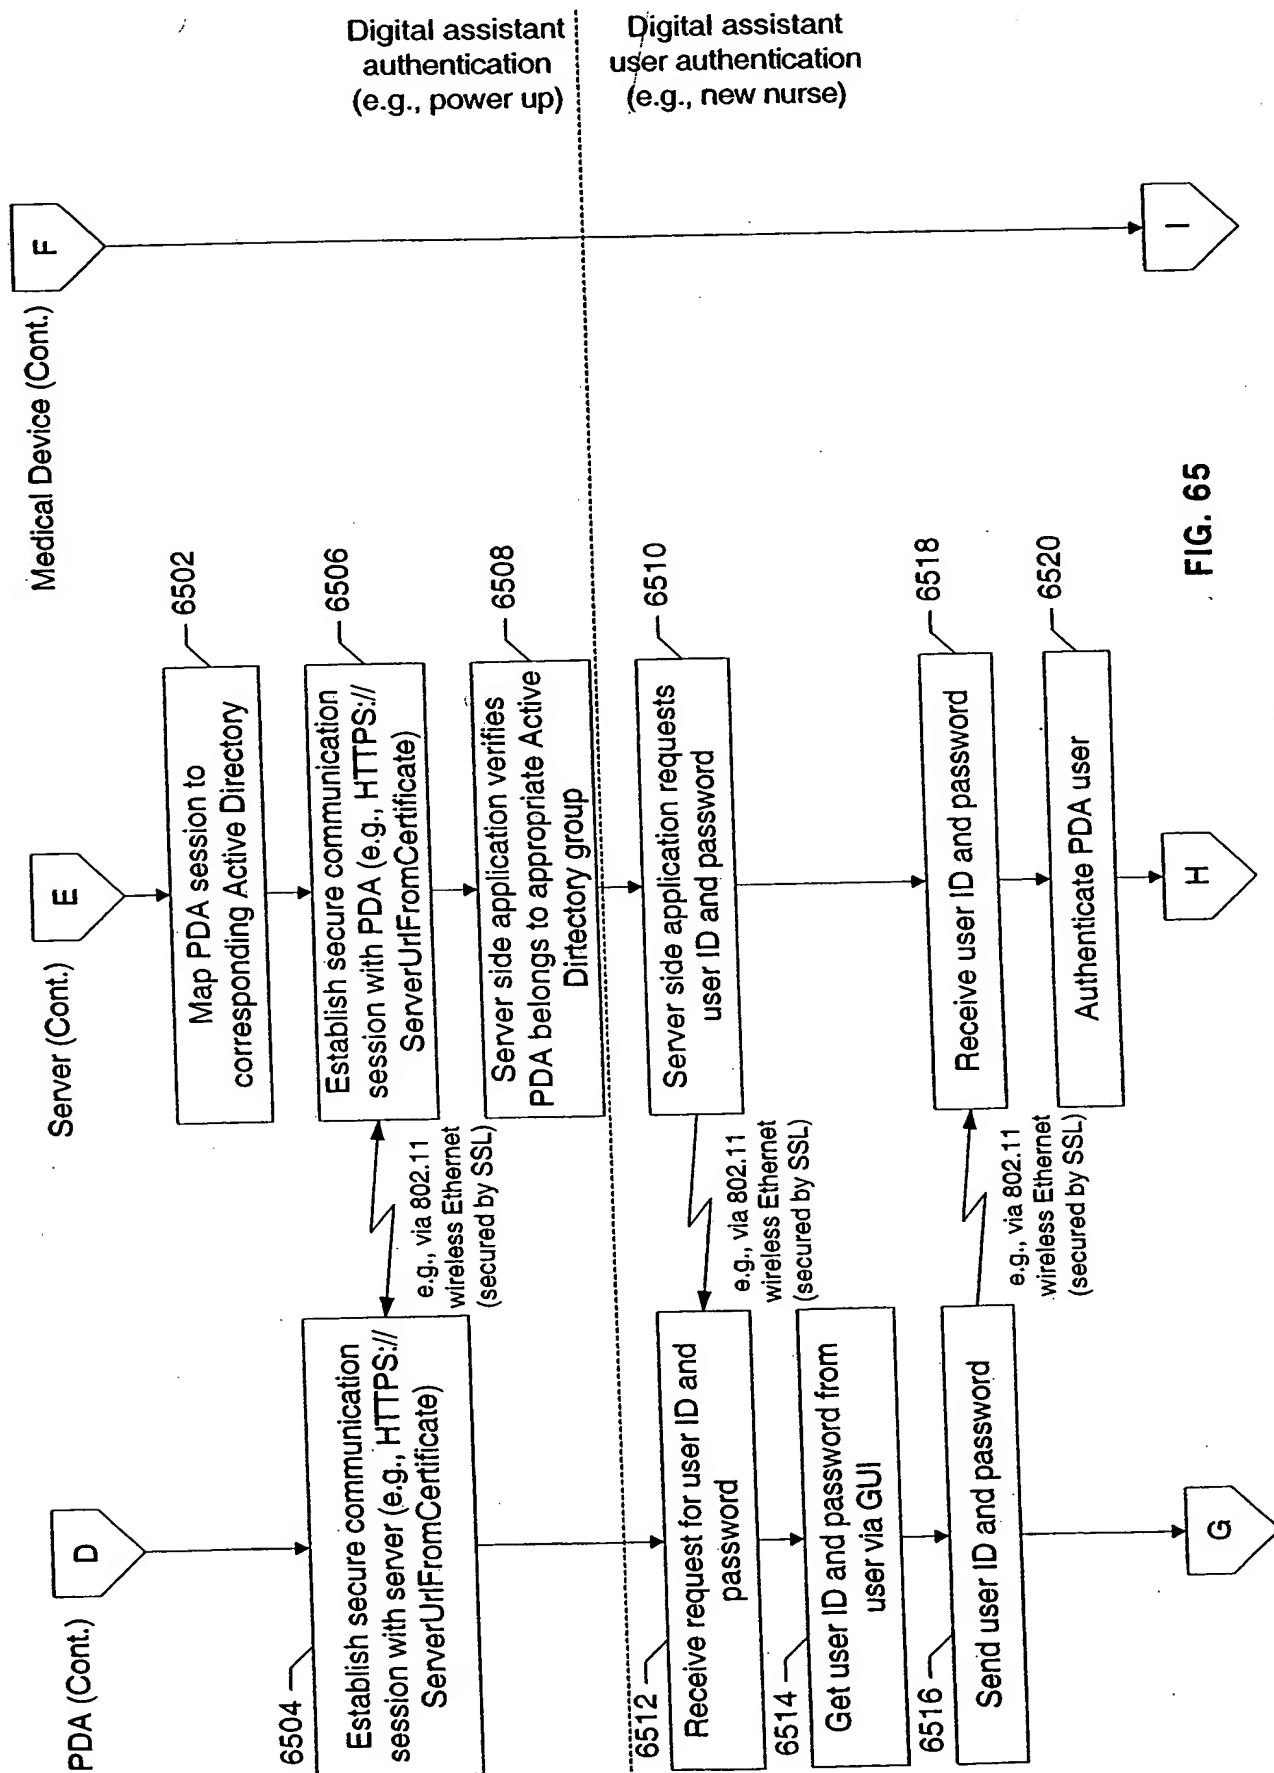 PDA (Cont.)
D
6504
Establish secure communication
session with server (e.g., HTTPS://
ServerUrlFromCertificate)
6512
Receive request for user ID and
password
6514
Get user ID and password from
user via GUI
6516
Send user ID and password
G
e.g., via 802.11
wireless Ethernet
(secured by SSL)
e.g., via 802.11
wireless Ethernet
(secured by SSL)
e.g., via 802.11
wireless Ethernet
(secured by SSL)
Server (Cont.)
E
Map PDA session to
corresponding Active Directory
6502
Establish secure communication
session with PDA (e.g., HTTPS://
ServerUrlFromCertificate)
6506
Server side application verifies
PDA belongs to appropriate Active
Dirtectory group
6508
Server side application requests
user ID and password
6510
Receive user ID and password
6518
Authenticate PDA user
6520
H
Medical Device (Cont.)
F
I
Digital assistant
authentication
(e.g., power up)
Digital assistant
user authentication
(e.g., new nurse)
FIG. 65